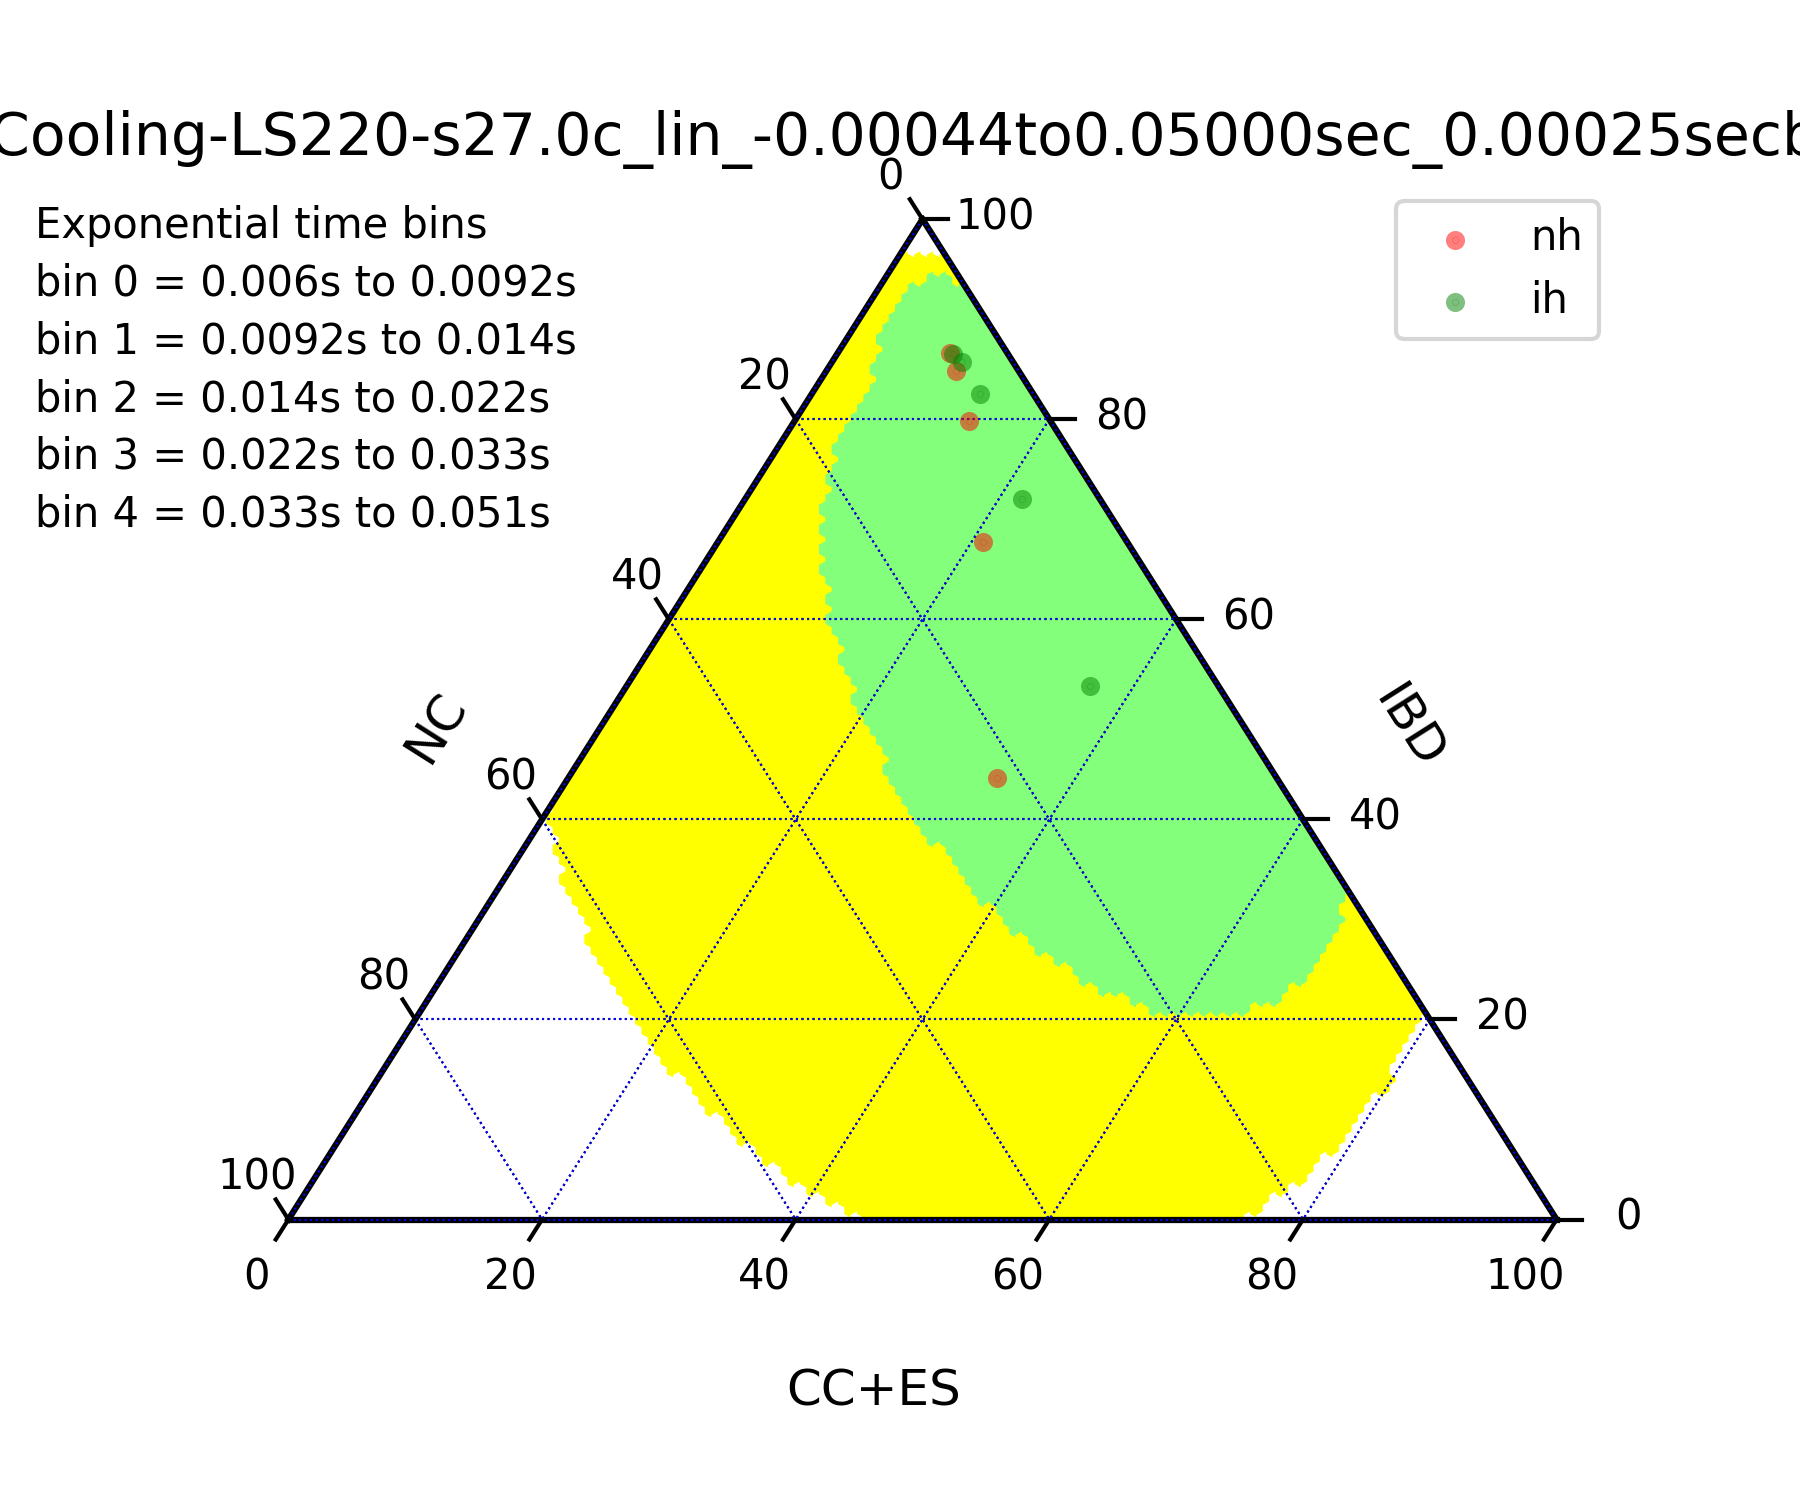 Cooling-LS220-s27.0c_lin_-0.00044to0.05000sec_0.00025secb
Exponential time bins
bin 0 = 0.006s to 0.0092s
bin 1 = 0.0092s to 0.014s
bin 2 = 0.014s to 0.022s
bin 3 = 0.022s to 0.033s
bin 4 = 0.033s to 0.051s
nh
ih
0
100
20
80
40
60
NC
IBD
60
40
80
20
100
0
0
20
40
60
80
100
CC+ES